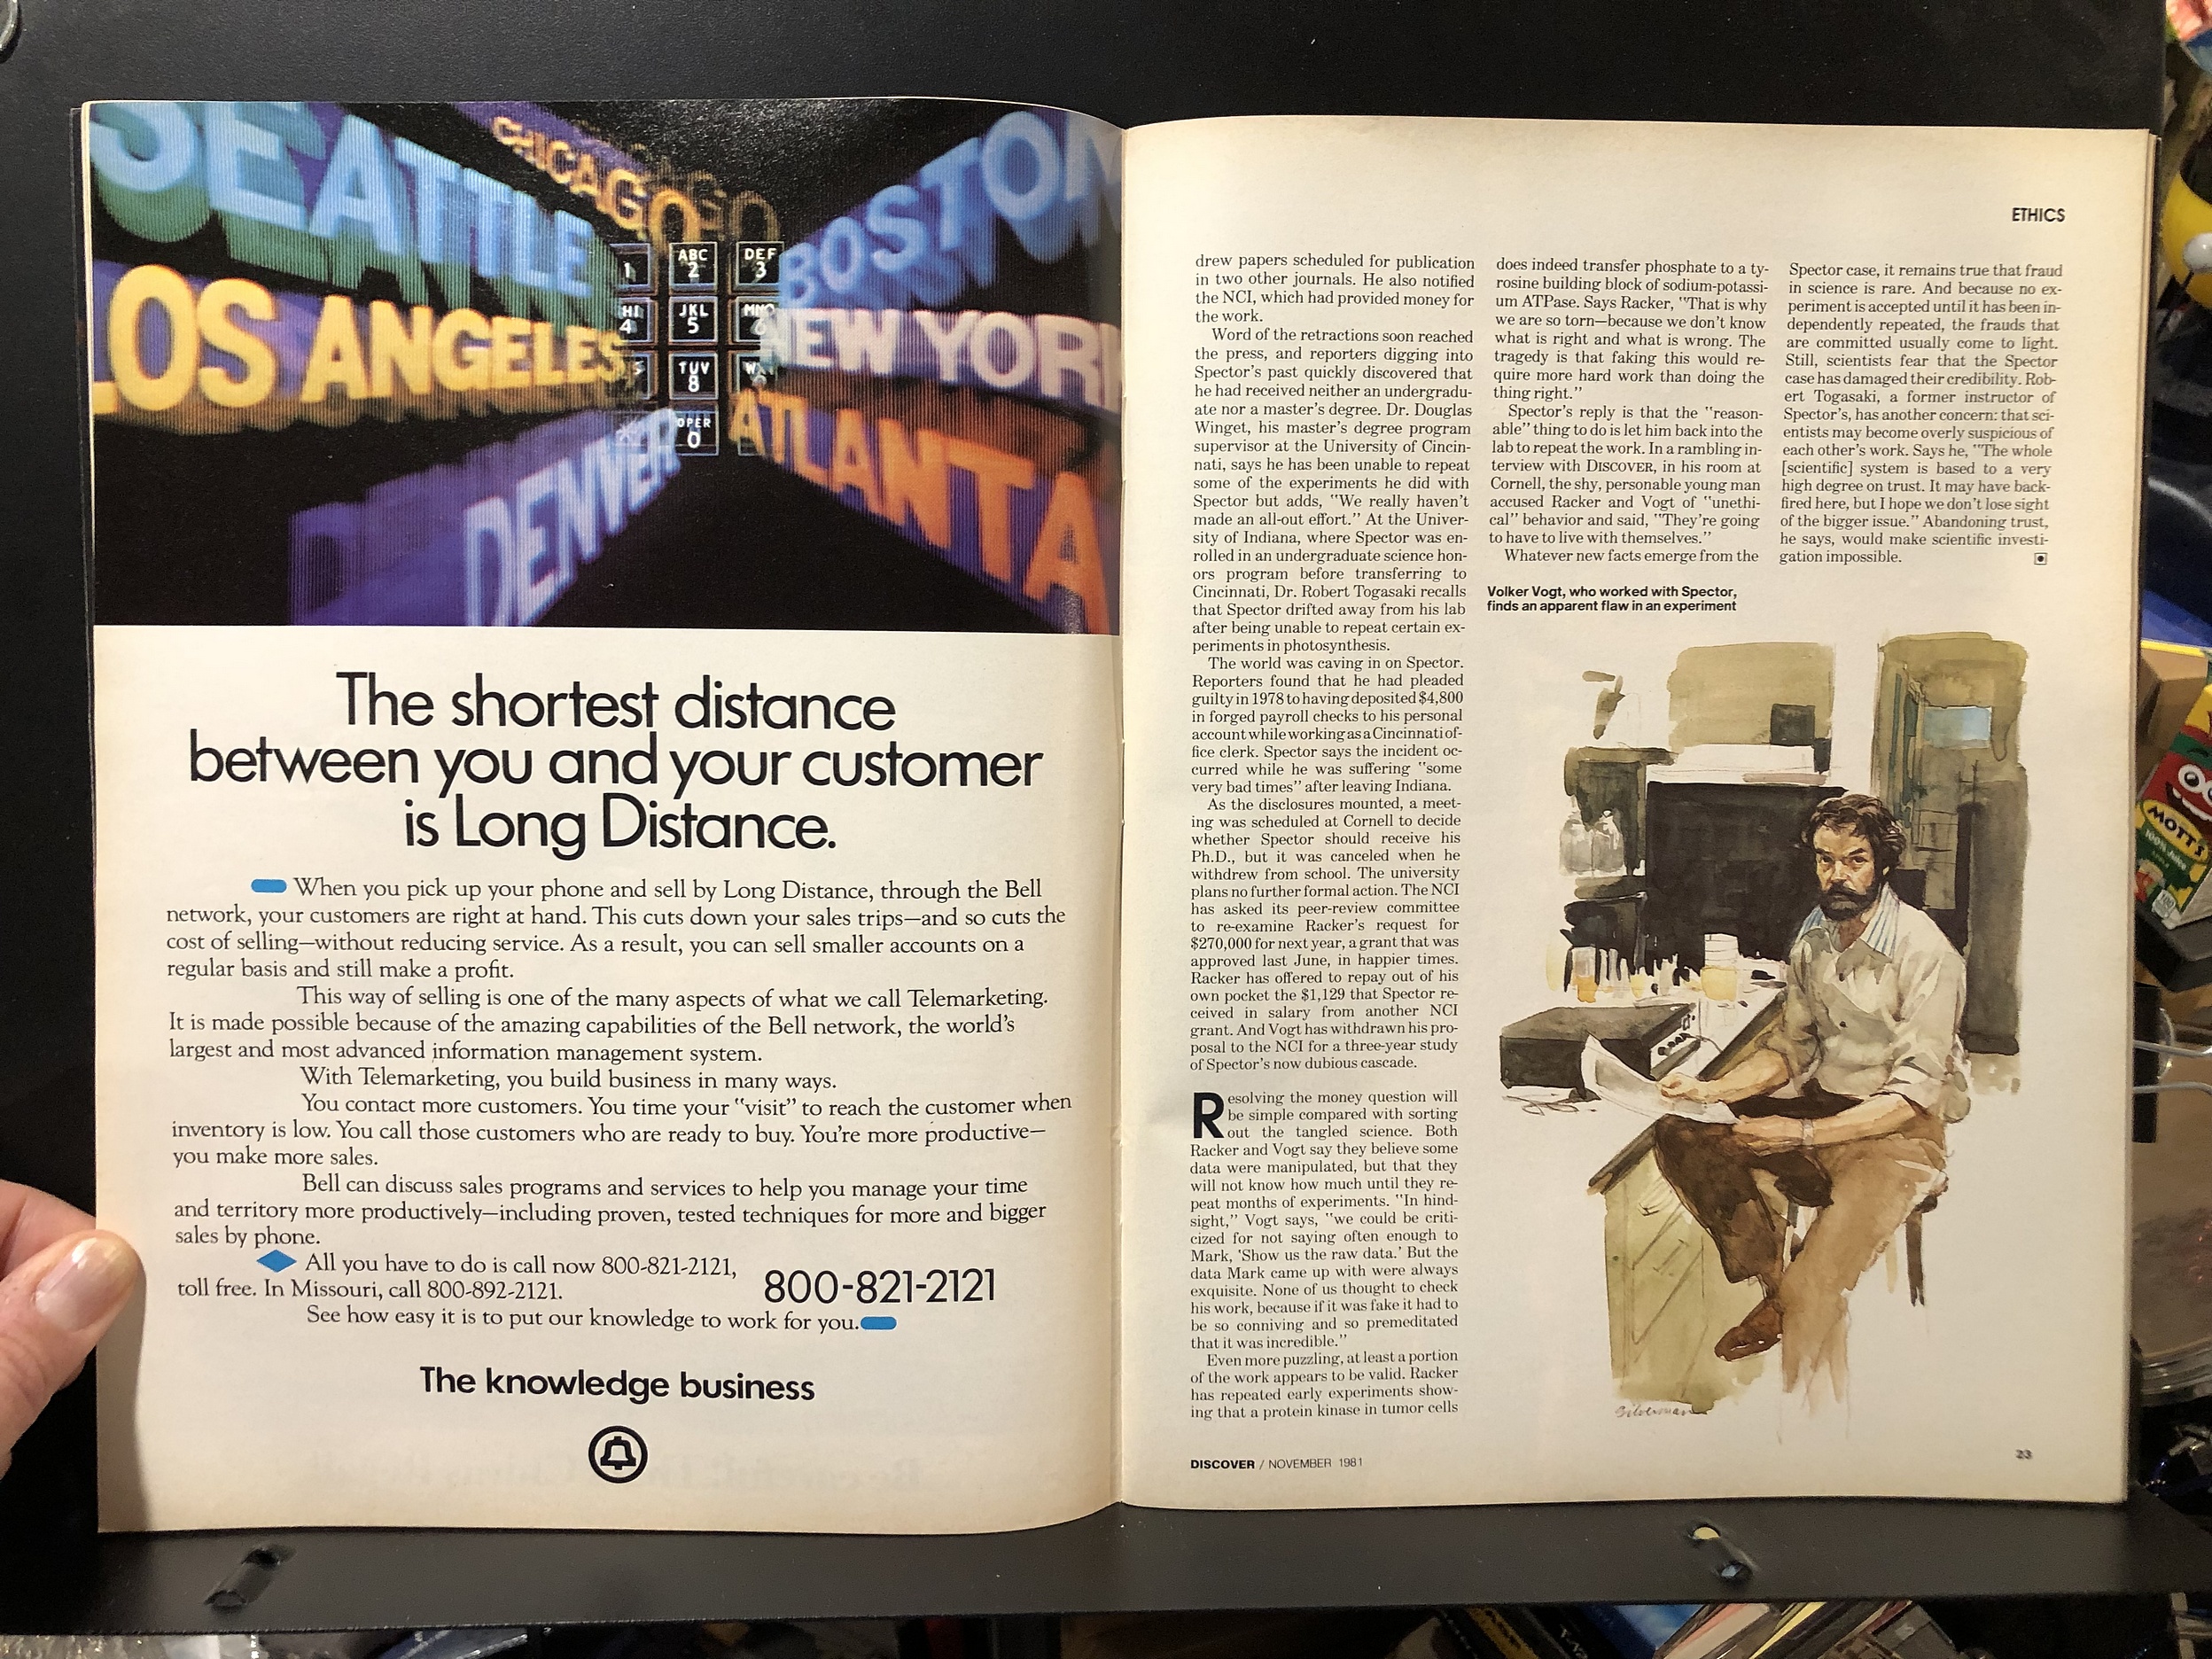 SEATTLE
CHICAGO
BOSTON
LOS ANGELES
NEW YORK
DENVER
ATLANTA
1
ABC
2
DEF
3
4
JKL
5
TUV
8
OPER
0
The shortest distance
between you and your customer
is Long Distance.
When you pick up your phone and sell by Long Distance, through the Bell
network, your customers are right at hand. This cuts down your sales trips—and so cuts the
cost of selling—without reducing service. As a result, you can sell smaller accounts on a
regular basis and still make a profit.
This way of selling is one of the many aspects of what we call Telemarketing.
It is made possible because of the amazing capabilities of the Bell network, the world's
largest and most advanced information management system.
With Telemarketing, you build business in many ways.
You contact more customers. You time your "visit" to reach the customer when
inventory is low. You call those customers who are ready to buy. You're more productive—
you make more sales.
Bell can discuss sales programs and services to help you manage your time
and territory more productively—including proven, tested techniques for more and bigger
sales by phone.
All you have to do is call now 800-821-2121,
toll free. In Missouri, call 800-892-2121.
800-821-2121
See how easy it is to put our knowledge to work for you.
The knowledge business
ETHICS
drew papers scheduled for publication
in two other journals. He also notified
the NCI, which had provided money for
the work.
Word of the retractions soon reached
the press, and reporters digging into
Spector's past quickly discovered that
he had received neither an undergradu-
ate nor a master's degree. Dr. Douglas
Winget, his master's degree program
supervisor at the University of Cincin-
nati, says he has been unable to repeat
some of the experiments he did with
Spector but adds, "We really haven't
made an all-out effort." At the Univer-
sity of Indiana, where Spector was en-
rolled in an undergraduate science hon-
ors program before transferring to
Cincinnati, Dr. Robert Togasaki recalls
that Spector drifted away from his lab
after being unable to repeat certain ex-
periments in photosynthesis.
The world was caving in on Spector.
Reporters found that he had pleaded
guilty in 1978 to having deposited $4,800
in forged payroll checks to his personal
account while working as a Cincinnati of-
fice clerk. Spector says the incident oc-
curred while he was suffering "some
very bad times" after leaving Indiana.
As the disclosures mounted, a meet-
ing was scheduled at Cornell to decide
whether Spector should receive his
Ph.D., but it was canceled when he
withdrew from school. The university
plans no further formal action. The NCI
has asked its peer-review committee
to re-examine Racker's request for
$270,000 for next year, a grant that was
approved last June, in happier times.
Racker has offered to repay out of his
own pocket the $1,129 that Spector re-
ceived in salary from another NCI
grant. And Vogt has withdrawn his pro-
posal to the NCI for a three-year study
of Spector's now dubious cascade.
Resolving the money question will
be simple compared with sorting
out the tangled science. Both
Racker and Vogt say they believe some
data were manipulated, but that they
will not know how much until they re-
peat months of experiments. "In hind-
sight," Vogt says, "we could be criti-
cized for not saying often enough to
Mark, 'Show us the raw data.' But the
data Mark came up with were always
exquisite. None of us thought to check
his work, because if it was fake it had to
be so conniving and so premeditated
that it was incredible."
Even more puzzling, at least a portion
of the work appears to be valid. Racker
has repeated early experiments show-
ing that a protein kinase in tumor cells
does indeed transfer phosphate to a ty-
rosine building block of sodium-potassi-
um ATPase. Says Racker, "That is why
we are so torn—because we don't know
what is right and what is wrong. The
tragedy is that faking this would re-
quire more hard work than doing the
thing right."
Spector's reply is that the "reason-
able" thing to do is let him back into the
lab to repeat the work. In a rambling in-
terview with DISCOVER, in his room at
Cornell, the shy, personable young man
accused Racker and Vogt of "unethi-
cal" behavior and said, "They're going
to have to live with themselves."
Whatever new facts emerge from the
Spector case, it remains true that fraud
in science is rare. And because no ex-
periment is accepted until it has been in-
dependently repeated, the frauds that
are committed usually come to light.
Still, scientists fear that the Spector
case has damaged their credibility. Rob-
ert Togasaki, a former instructor of
Spector's, has another concern: that sci-
entists may become overly suspicious of
each other's work. Says he, "The whole
[scientific] system is based to a very
high degree on trust. It may have back-
fired here, but I hope we don't lose sight
of the bigger issue." Abandoning trust,
he says, would make scientific investi-
gation impossible.
Volker Vogt, who worked with Spector,
finds an apparent flaw in an experiment
Silverman
DISCOVER / NOVEMBER 1981
23
MOTT'S
100% Juice